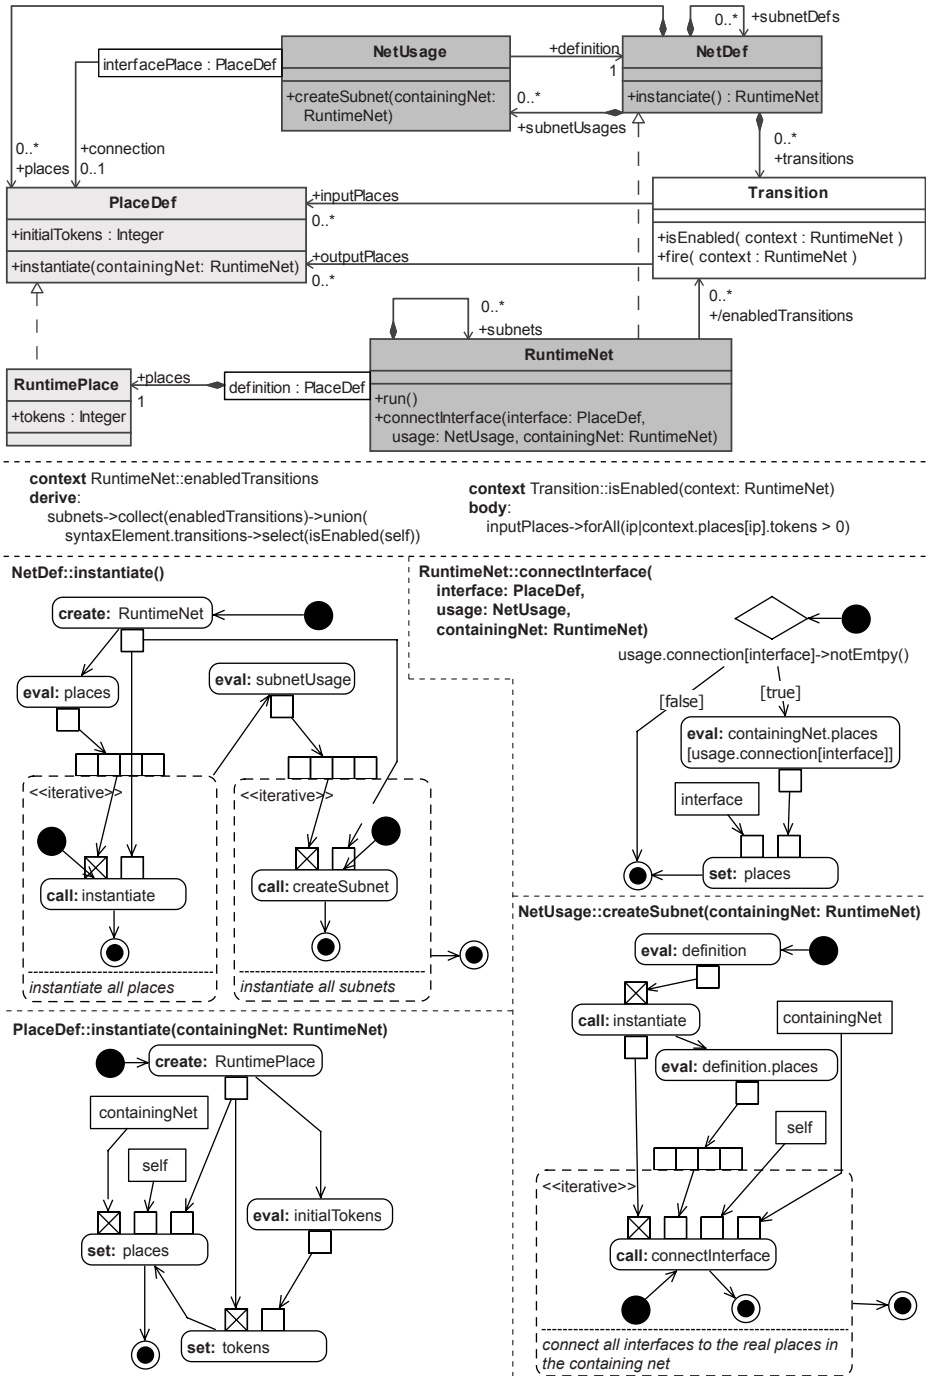 0..*
+subnetDefs
NetUsage
+definition
NetDef
interfacePlace : PlaceDef
1
+createSubnet(containingNet:
RuntimeNet)
0..*
+instanciate() : RuntimeNet
+subnetUsages
0..*
+places
+connection
0..1
0..*
+transitions
PlaceDef
+inputPlaces
Transition
0..*
+initialTokens : Integer
+isEnabled( context : RuntimeNet )
+instantiate(containingNet: RuntimeNet)
+outputPlaces
+fire( context : RuntimeNet )
0..*
0..*
+subnets
0..*
+/enabledTransitions
RuntimeNet
RuntimePlace
+places
definition : PlaceDef
1
+tokens : Integer
+run()
+connectInterface(interface: PlaceDef,
usage: NetUsage, containingNet: RuntimeNet)
context RuntimeNet::enabledTransitions
derive:
subnets->collect(enabledTransitions)->union(
syntaxElement.transitions->select(isEnabled(self))
context Transition::isEnabled(context: RuntimeNet)
body:
inputPlaces->forAll(ip|context.places[ip].tokens > 0)
NetDef::instantiate()
create: RuntimeNet
eval: places
eval: subnetUsage
<<iterative>>
<<iterative>>
call: instantiate
call: createSubnet
instantiate all places
instantiate all subnets
RuntimeNet::connectInterface(
interface: PlaceDef,
usage: NetUsage,
containingNet: RuntimeNet)
usage.connection[interface]->notEmtpy()
[false]
[true]
eval: containingNet.places
[usage.connection[interface]]
interface
set: places
PlaceDef::instantiate(containingNet: RuntimeNet)
create: RuntimePlace
containingNet
self
eval: initialTokens
set: places
set: tokens
NetUsage::createSubnet(containingNet: RuntimeNet)
eval: definition
call: instantiate
containingNet
eval: definition.places
self
<<iterative>>
call: connectInterface
connect all interfaces to the real places in
the containing net